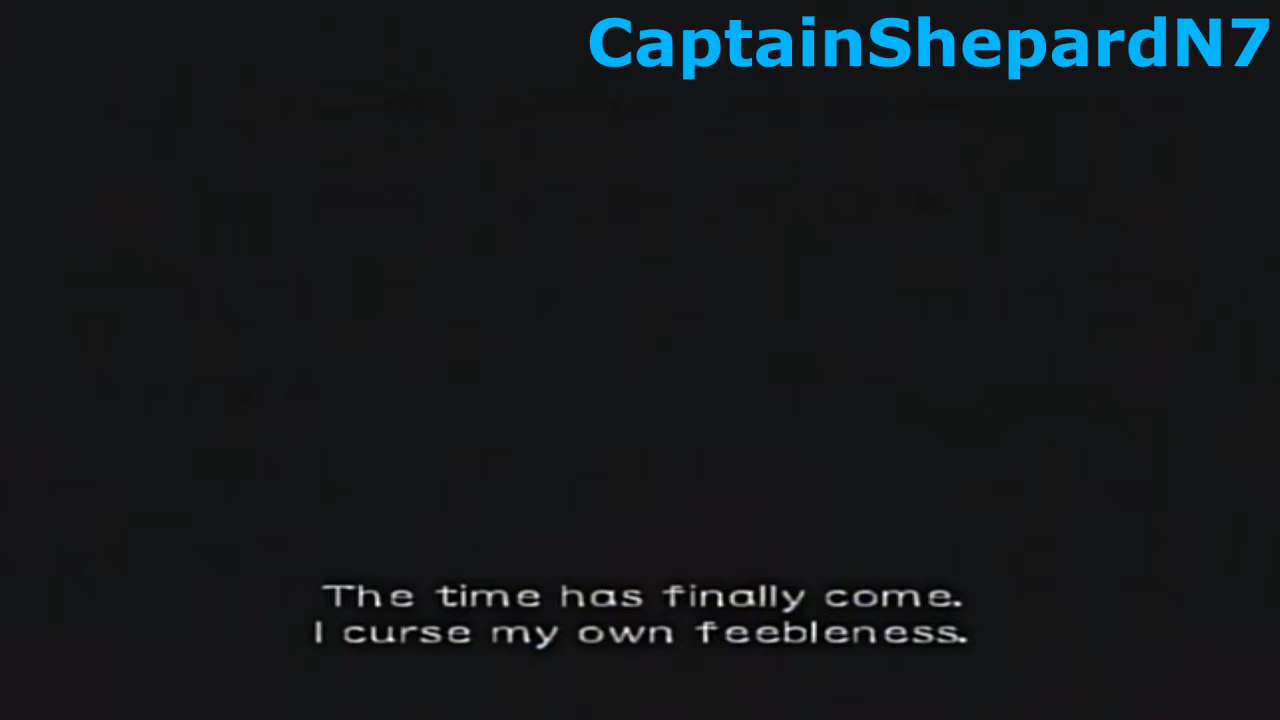 CaptainShepardN7
The time has finally come.
I curse my own feebleness.